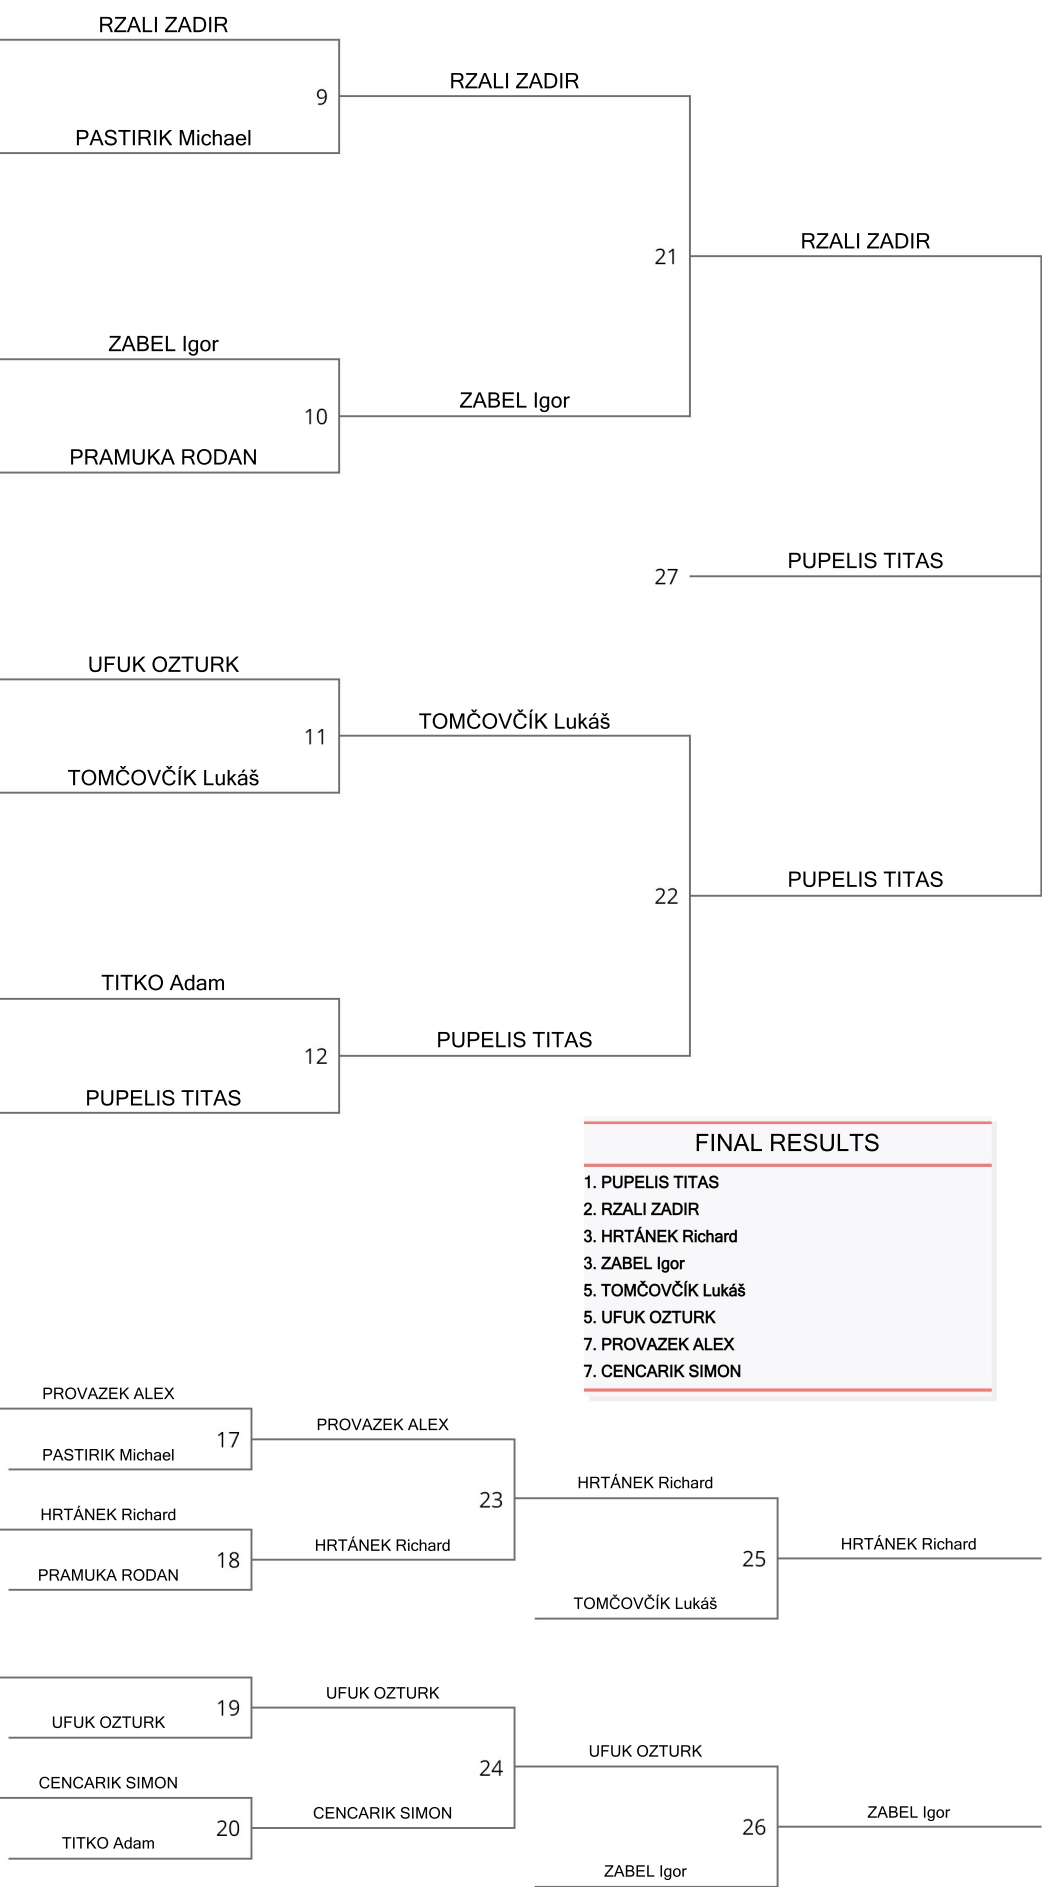 RZALI ZADIR
9
RZALI ZADIR
PASTIRIK Michael
21
RZALI ZADIR
ZABEL Igor
10
ZABEL Igor
PRAMUKA RODAN
27
PUPELIS TITAS
UFUK OZTURK
11
TOMČOVČÍK Lukáš
TOMČOVČÍK Lukáš
22
PUPELIS TITAS
TITKO Adam
12
PUPELIS TITAS
PUPELIS TITAS
FINAL RESULTS
1. PUPELIS TITAS
2. RZALI ZADIR
3. HRTÁNEK Richard
3. ZABEL Igor
5. TOMČOVČÍK Lukáš
5. UFUK OZTURK
7. PROVAZEK ALEX
7. CENCARIK SIMON
PROVAZEK ALEX
17
PROVAZEK ALEX
PASTIRIK Michael
23
HRTÁNEK Richard
HRTÁNEK Richard
18
HRTÁNEK Richard
25
HRTÁNEK Richard
PRAMUKA RODAN
TOMČOVČÍK Lukáš
19
UFUK OZTURK
UFUK OZTURK
24
UFUK OZTURK
CENCARIK SIMON
20
CENCARIK SIMON
26
ZABEL Igor
TITKO Adam
ZABEL Igor